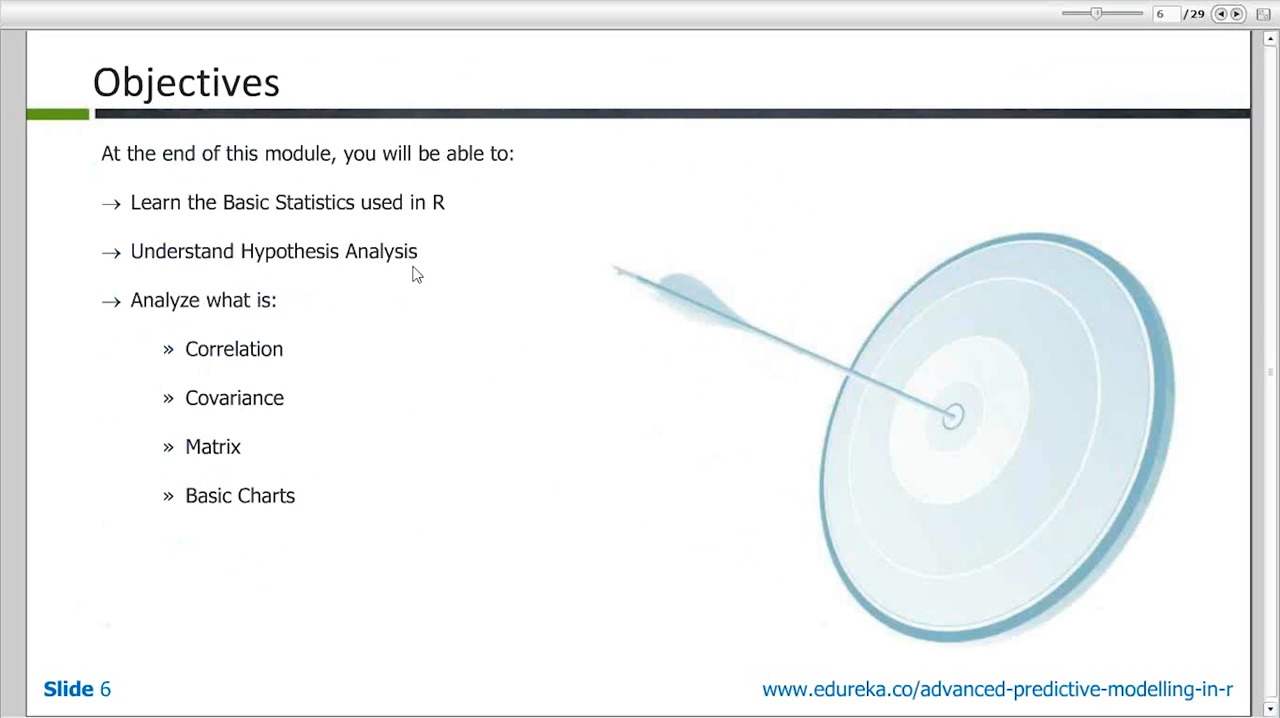 6 /29
Objectives
At the end of this module, you will be able to:
→ Learn the Basic Statistics used in R
→ Understand Hypothesis Analysis
→ Analyze what is:
» Correlation
» Covariance
» Matrix
» Basic Charts
Slide 6
www.edureka.co/advanced-predictive-modelling-in-r